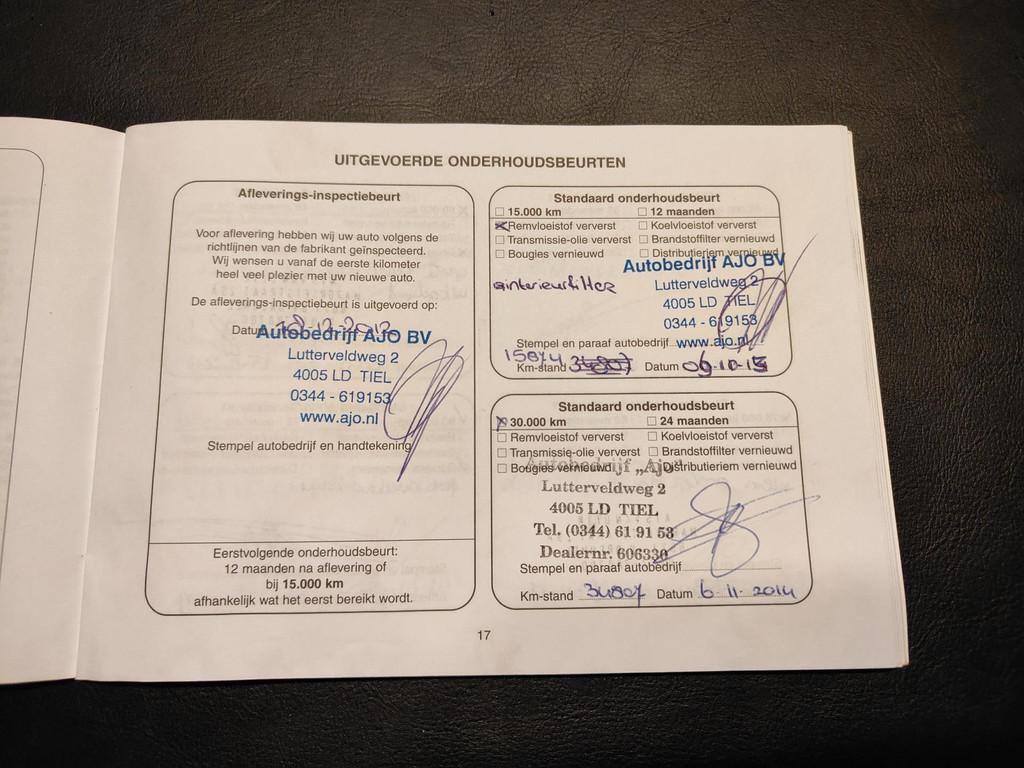 UITGEVOERDE ONDERHOUDSBEURTEN
Afleverings-inspectiebeurt
Voor aflevering hebben wij uw auto volgens de
richtlijnen van de fabrikant geïnspecteerd.
Wij wensen u vanaf de eerste kilometer
heel veel plezier met uw nieuwe auto.
De afleverings-inspectiebeurt is uitgevoerd op:
Datum
Autobedrijf AJO BV
Lutterveldweg 2
4005 LD TIEL
0344 - 619153
www.ajo.nl
Stempel autobedrijf en handtekening
Eerstvolgende onderhoudsbeurt:
12 maanden na aflevering of
bij 15.000 km
afhankelijk wat het eerst bereikt wordt.
Standaard onderhoudsbeurt
15.000 km 12 maanden
Remvloeistof ververst Koelvloeistof ververst
Transmissie-olie ververst Brandstoffilter vernieuwd
Bougies vernieuwd Distributieriem vernieuwd
Autobedrijf AJO BV
interieurfilter
Lutterveldweg 2
4005 LD TIEL
0344 - 619153
Stempel en paraaf autobedrijf www.ajo.nl
15874
Km-stand 34807 Datum
Standaard onderhoudsbeurt
30.000 km 24 maanden
Remvloeistof ververst Koelvloeistof ververst
Transmissie-olie ververst Brandstoffilter vernieuwd
Bougies vernieuwd Distributieriem vernieuwd
Autobedrijf „Ajo"
Lutterveldweg 2
4005 LD TIEL
Tel. (0344) 61 91 53
Dealernr. 606330
Stempel en paraaf autobedrijf
Km-stand 34807 Datum 6-11-2014
17